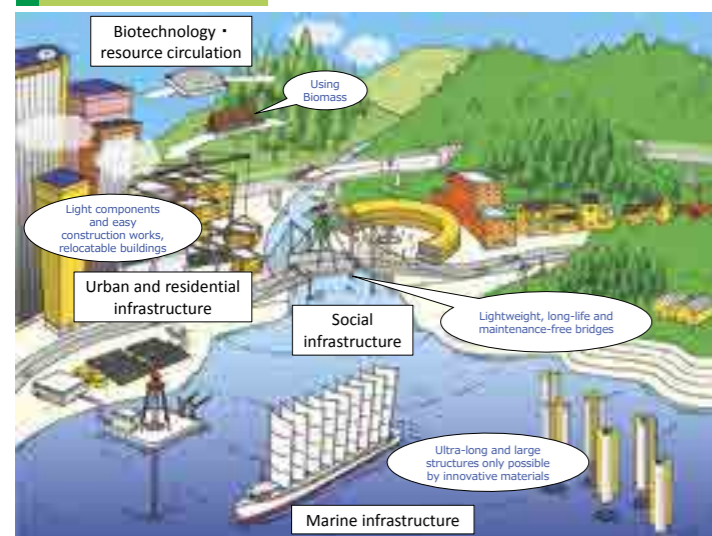 Biotechnology・
resource circulation
Using
Biomass
Light components
and easy
construction works,
relocatable buildings
Urban and residential
infrastructure
Social
infrastructure
Lightweight, long-life and
maintenance-free bridges
Ultra-long and large
structures only possible
by innovative materials
Marine infrastructure